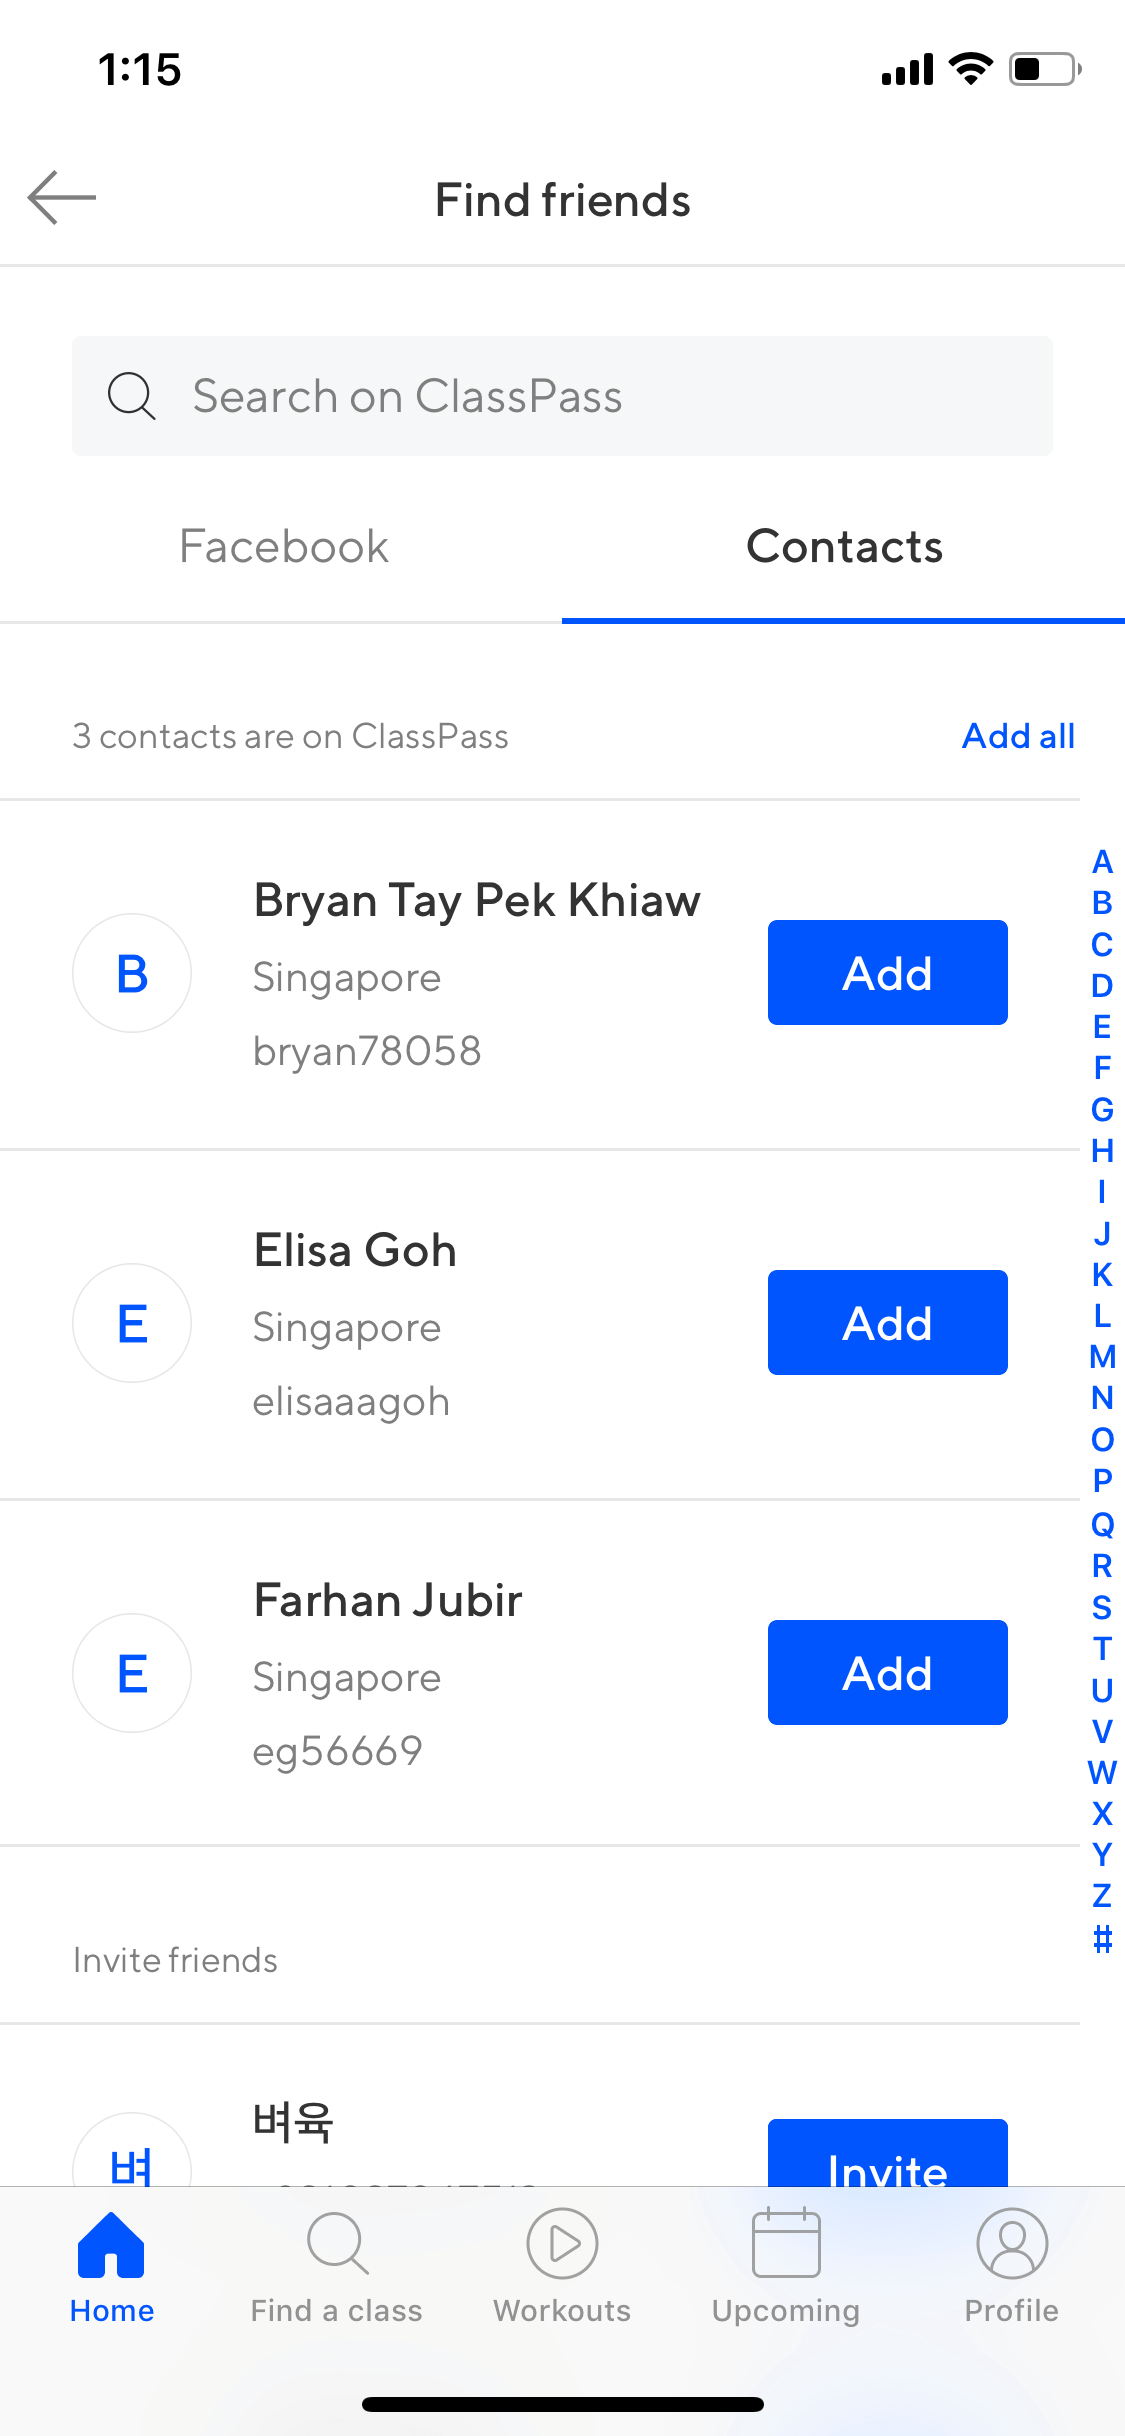 1:15
Find friends
Search on ClassPass
Facebook
Contacts
3 contacts are on ClassPass
Add all
B
Bryan Tay Pek Khiaw
Singapore
bryan78058
Add
E
Elisa Goh
Singapore
elisaaagoh
Add
E
Farhan Jubir
Singapore
eg56669
Add
A
B
C
D
E
F
G
H
I
J
K
L
M
N
O
P
Q
R
S
T
U
V
W
X
Y
Z
#
Invite friends
벼
벼육
Invite
Home
Find a class
Workouts
Upcoming
Profile